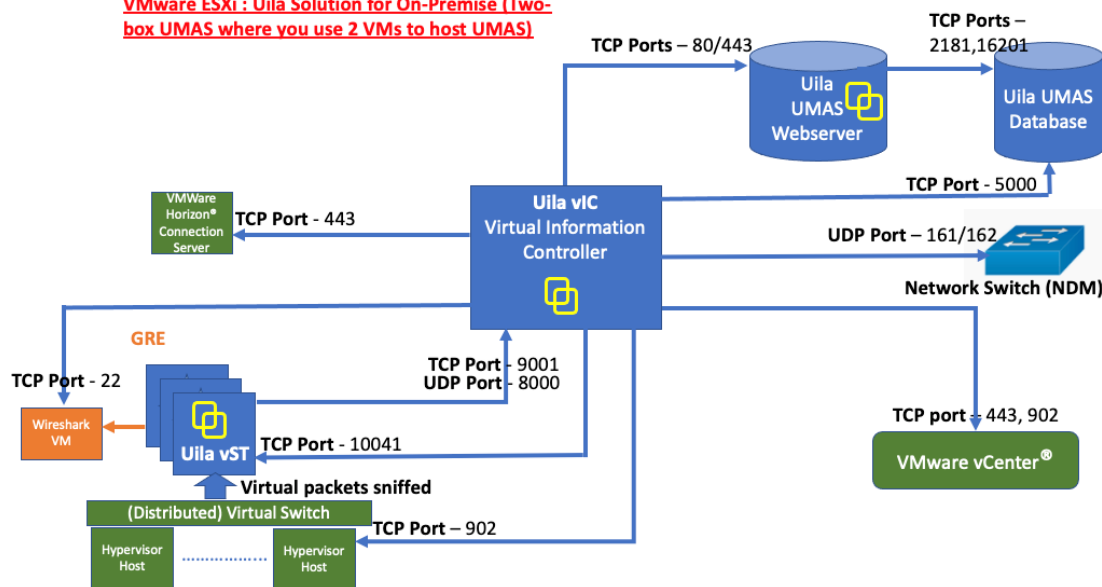 VMware ESXi : Uila Solution for On-Premise (Two-
box UMAS where you use 2 VMs to host UMAS)
TCP Ports – 80/443
TCP Ports –
2181,16201
Uila
UMAS
Webserver
Uila UMAS
Database
TCP Port - 5000
VMWare
Horizon®
Connection
Server
TCP Port - 443
Uila vIC
Virtual Information
Controller
UDP Port – 161/162
Network Switch (NDM)
GRE
TCP Port - 22
Wireshark
VM
Uila vST
TCP Port - 9001
UDP Port - 8000
TCP Port - 10041
TCP port – 443, 902
VMware vCenter®
Virtual packets sniffed
(Distributed) Virtual Switch
TCP Port – 902
Hypervisor
Host
Hypervisor
Host